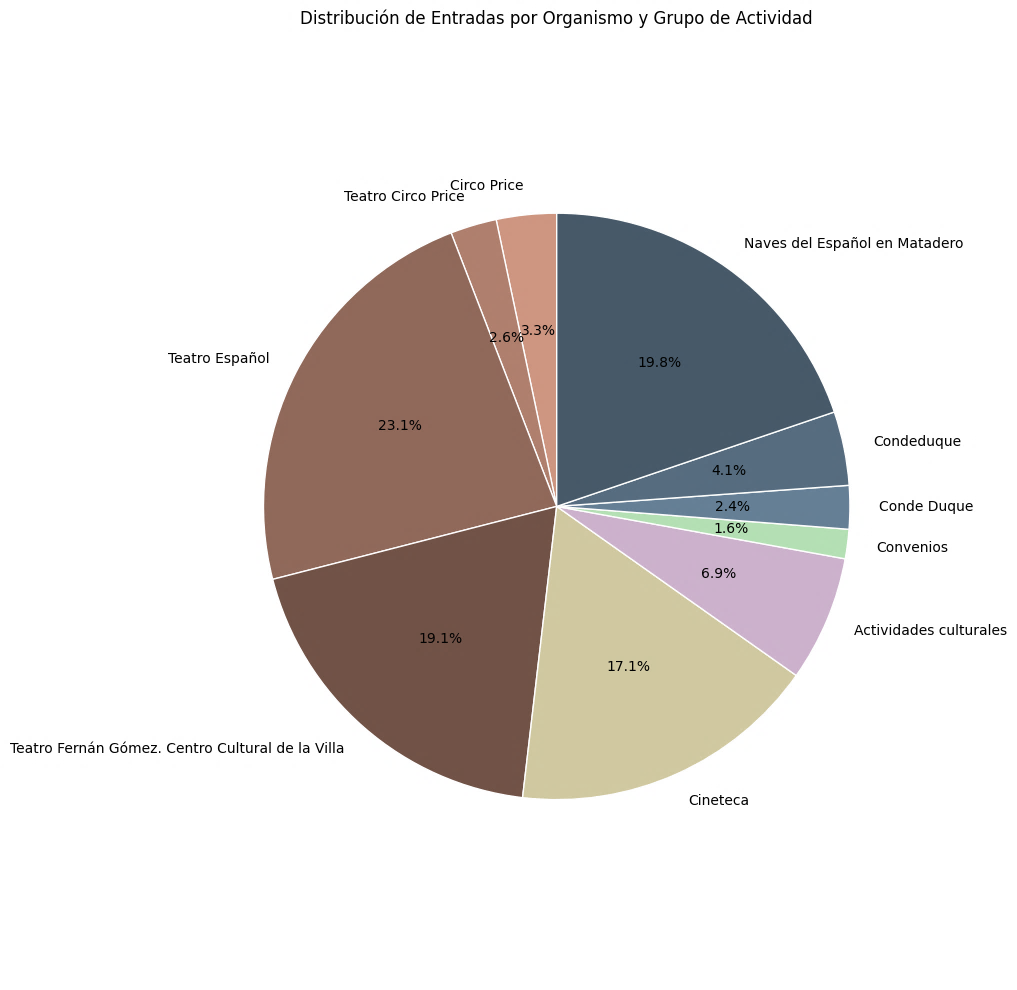 Distribución de Entradas por Organismo y Grupo de Actividad
Circo Price
Teatro Circo Price
Naves del Español en Matadero
3.3%
2.6%
Teatro Español
19.8%
23.1%
Condeduque
4.1%
Conde Duque
2.4%
1.6%
Convenios
6.9%
Actividades culturales
19.1%
17.1%
Teatro Fernán Gómez. Centro Cultural de la Villa
Cineteca